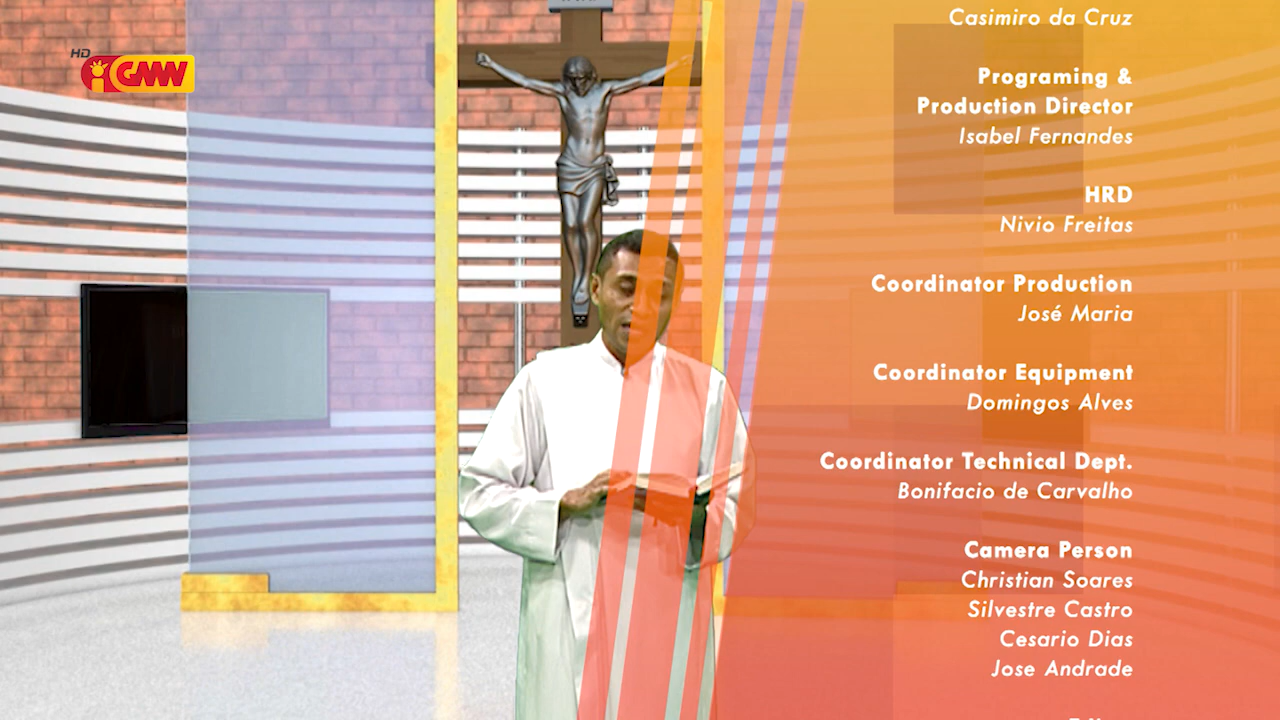 HD
GMN
Casimiro da Cruz
Programing &
Production Director
Isabel Fernandes
HRD
Nivio Freitas
Coordinator Production
José Maria
Coordinator Equipment
Domingos Alves
Coordinator Technical Dept.
Bonifacio de Carvalho
Camera Person
Christian Soares
Silvestre Castro
Cesario Dias
Jose Andrade